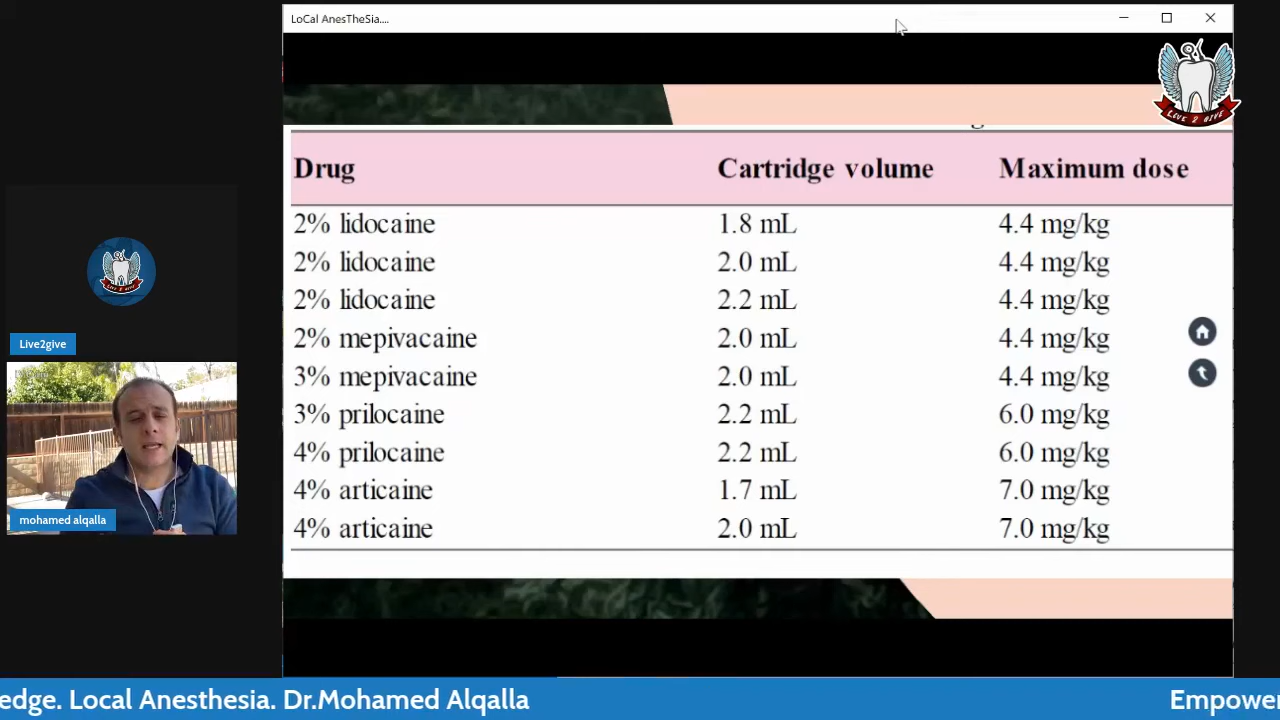 LoCal AnesTheSia....
LOVE 2 GIVE
Drug Cartridge volume Maximum dose
2% lidocaine 1.8 mL 4.4 mg/kg
2% lidocaine 2.0 mL 4.4 mg/kg
2% lidocaine 2.2 mL 4.4 mg/kg
2% mepivacaine 2.0 mL 4.4 mg/kg
3% mepivacaine 2.0 mL 4.4 mg/kg
3% prilocaine 2.2 mL 6.0 mg/kg
4% prilocaine 2.2 mL 6.0 mg/kg
4% articaine 1.7 mL 7.0 mg/kg
4% articaine 2.0 mL 7.0 mg/kg
Live2give
mohamed alqalla
edge. Local Anesthesia. Dr.Mohamed Alqalla Empower